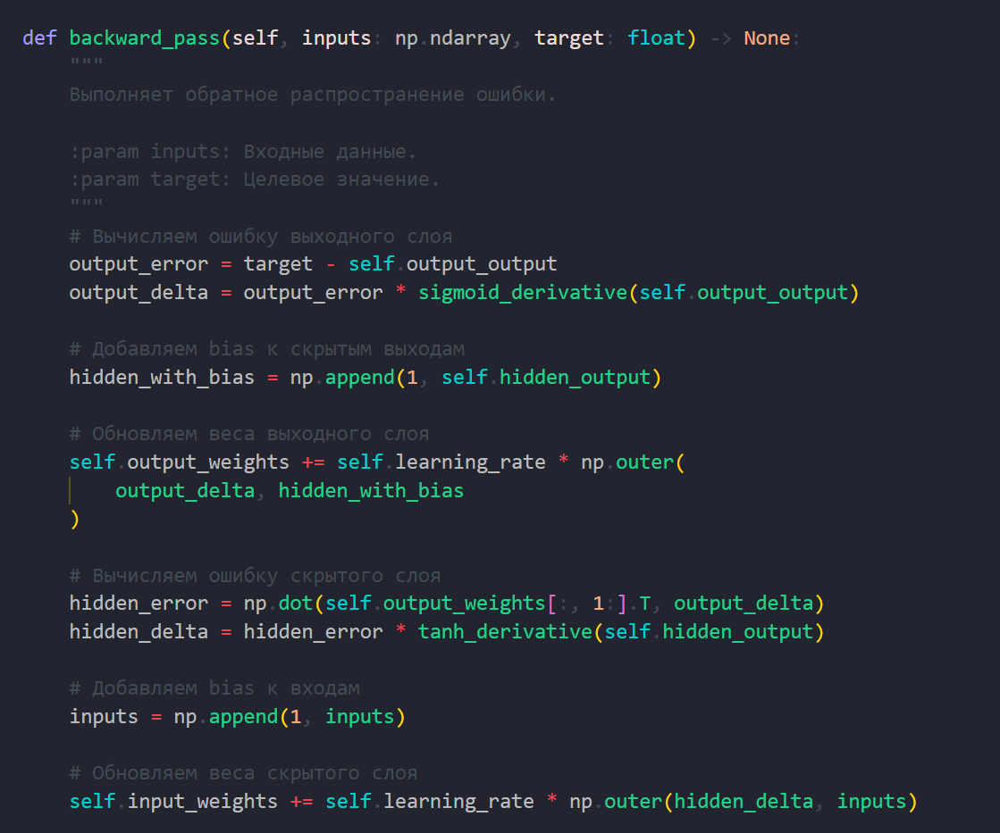 def backward_pass(self, inputs: np.ndarray, target: float) -> None:
"""
Выполняет обратное распространение ошибки.
:param inputs: Входные данные.
:param target: Целевое значение.
"""
# Вычисляем ошибку выходного слоя
output_error = target - self.output_output
output_delta = output_error * sigmoid_derivative(self.output_output)
# Добавляем bias к скрытым выходам
hidden_with_bias = np.append(1, self.hidden_output)
# Обновляем веса выходного слоя
self.output_weights += self.learning_rate * np.outer(
output_delta, hidden_with_bias
)
# Вычисляем ошибку скрытого слоя
hidden_error = np.dot(self.output_weights[:, 1:].T, output_delta)
hidden_delta = hidden_error * tanh_derivative(self.hidden_output)
# Добавляем bias к входам
inputs = np.append(1, inputs)
# Обновляем веса скрытого слоя
self.input_weights += self.learning_rate * np.outer(hidden_delta, inputs)